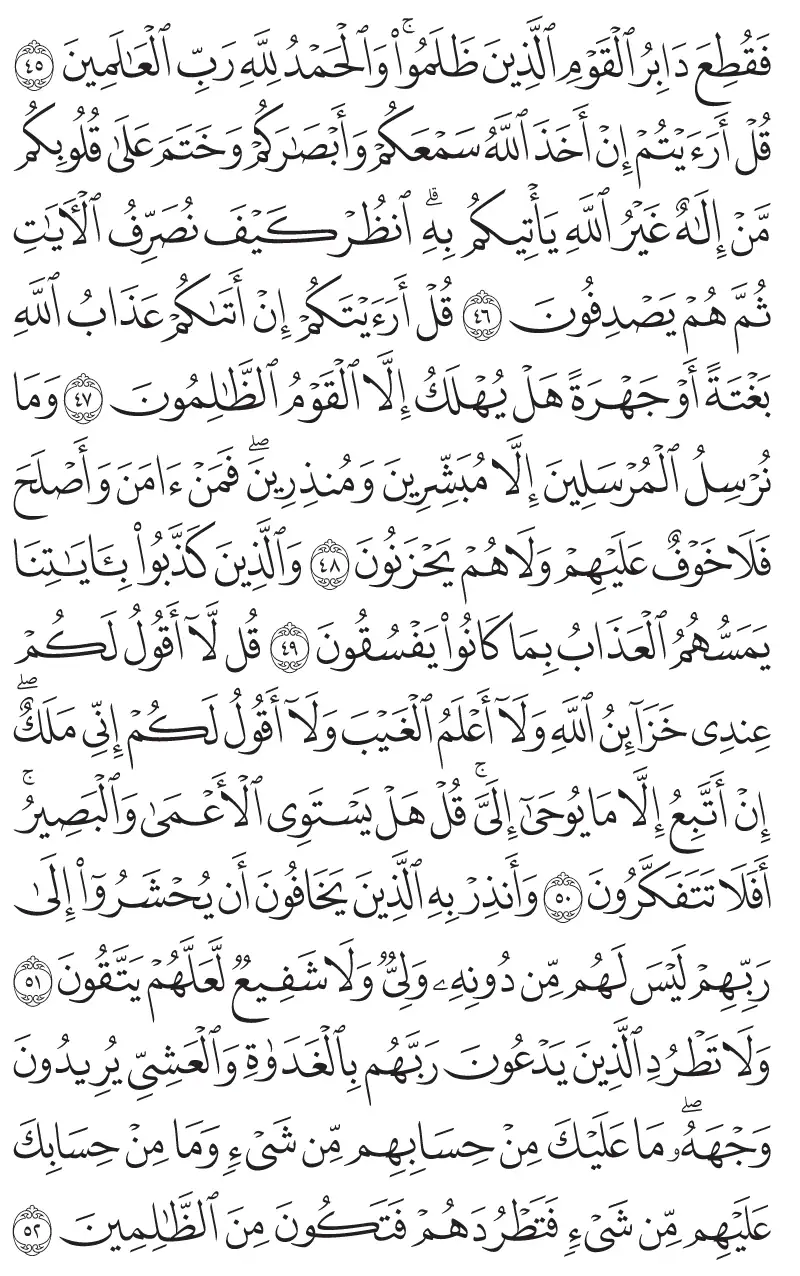 فَقُطِعَ دَابِرُ ٱلْقَوْمِ ٱلَّذِينَ ظَلَمُوا۟ ۚ وَٱلْحَمْدُ لِلَّهِ رَبِّ ٱلْعَـٰلَمِينَ ٤٥
قُلْ أَرَءَيْتُمْ إِنْ أَخَذَ ٱللَّهُ سَمْعَكُمْ وَأَبْصَـٰرَكُمْ وَخَتَمَ عَلَىٰ قُلُوبِكُم
مَّنْ إِلَـٰهٌ غَيْرُ ٱللَّهِ يَأْتِيكُم بِهِ ۗ ٱنظُرْ كَيْفَ نُصَرِّفُ ٱلْـَٔايَـٰتِ
ثُمَّ هُمْ يَصْدِفُونَ ٤٦ قُلْ أَرَءَيْتَكُمْ إِنْ أَتَىٰكُمْ عَذَابُ ٱللَّهِ
بَغْتَةً أَوْ جَهْرَةً هَلْ يُهْلَكُ إِلَّا ٱلْقَوْمُ ٱلظَّـٰلِمُونَ ٤٧ وَمَا
نُرْسِلُ ٱلْمُرْسَلِينَ إِلَّا مُبَشِّرِينَ وَمُنذِرِينَ ۖ فَمَنْ ءَامَنَ وَأَصْلَحَ
فَلَا خَوْفٌ عَلَيْهِمْ وَلَا هُمْ يَحْزَنُونَ ٤٨ وَٱلَّذِينَ كَذَّبُوا۟ بِـَٔايَـٰتِنَا
يَمَسُّهُمُ ٱلْعَذَابُ بِمَا كَانُوا۟ يَفْسُقُونَ ٤٩ قُل لَّآ أَقُولُ لَكُمْ
عِندِى خَزَآئِنُ ٱللَّهِ وَلَآ أَعْلَمُ ٱلْغَيْبَ وَلَآ أَقُولُ لَكُمْ إِنِّى مَلَكٌ ۖ
إِنْ أَتَّبِعُ إِلَّا مَا يُوحَىٰٓ إِلَىَّ ۚ قُلْ هَلْ يَسْتَوِى ٱلْأَعْمَىٰ وَٱلْبَصِيرُ ۚ
أَفَلَا تَتَفَكَّرُونَ ٥٠ وَأَنذِرْ بِهِ ٱلَّذِينَ يَخَافُونَ أَن يُحْشَرُوٓا۟ إِلَىٰ
رَبِّهِمْ لَيْسَ لَهُم مِّن دُونِهِۦ وَلِىٌّ وَلَا شَفِيعٌ لَّعَلَّهُمْ يَتَّقُونَ ٥١
وَلَا تَطْرُدِ ٱلَّذِينَ يَدْعُونَ رَبَّهُم بِٱلْغَدَوٰةِ وَٱلْعَشِىِّ يُرِيدُونَ
وَجْهَهُۥ ۖ مَا عَلَيْكَ مِنْ حِسَابِهِم مِّن شَىْءٍ وَمَا مِنْ حِسَابِكَ
عَلَيْهِم مِّن شَىْءٍ فَتَطْرُدَهُمْ فَتَكُونَ مِنَ ٱلظَّـٰلِمِينَ ٥٢